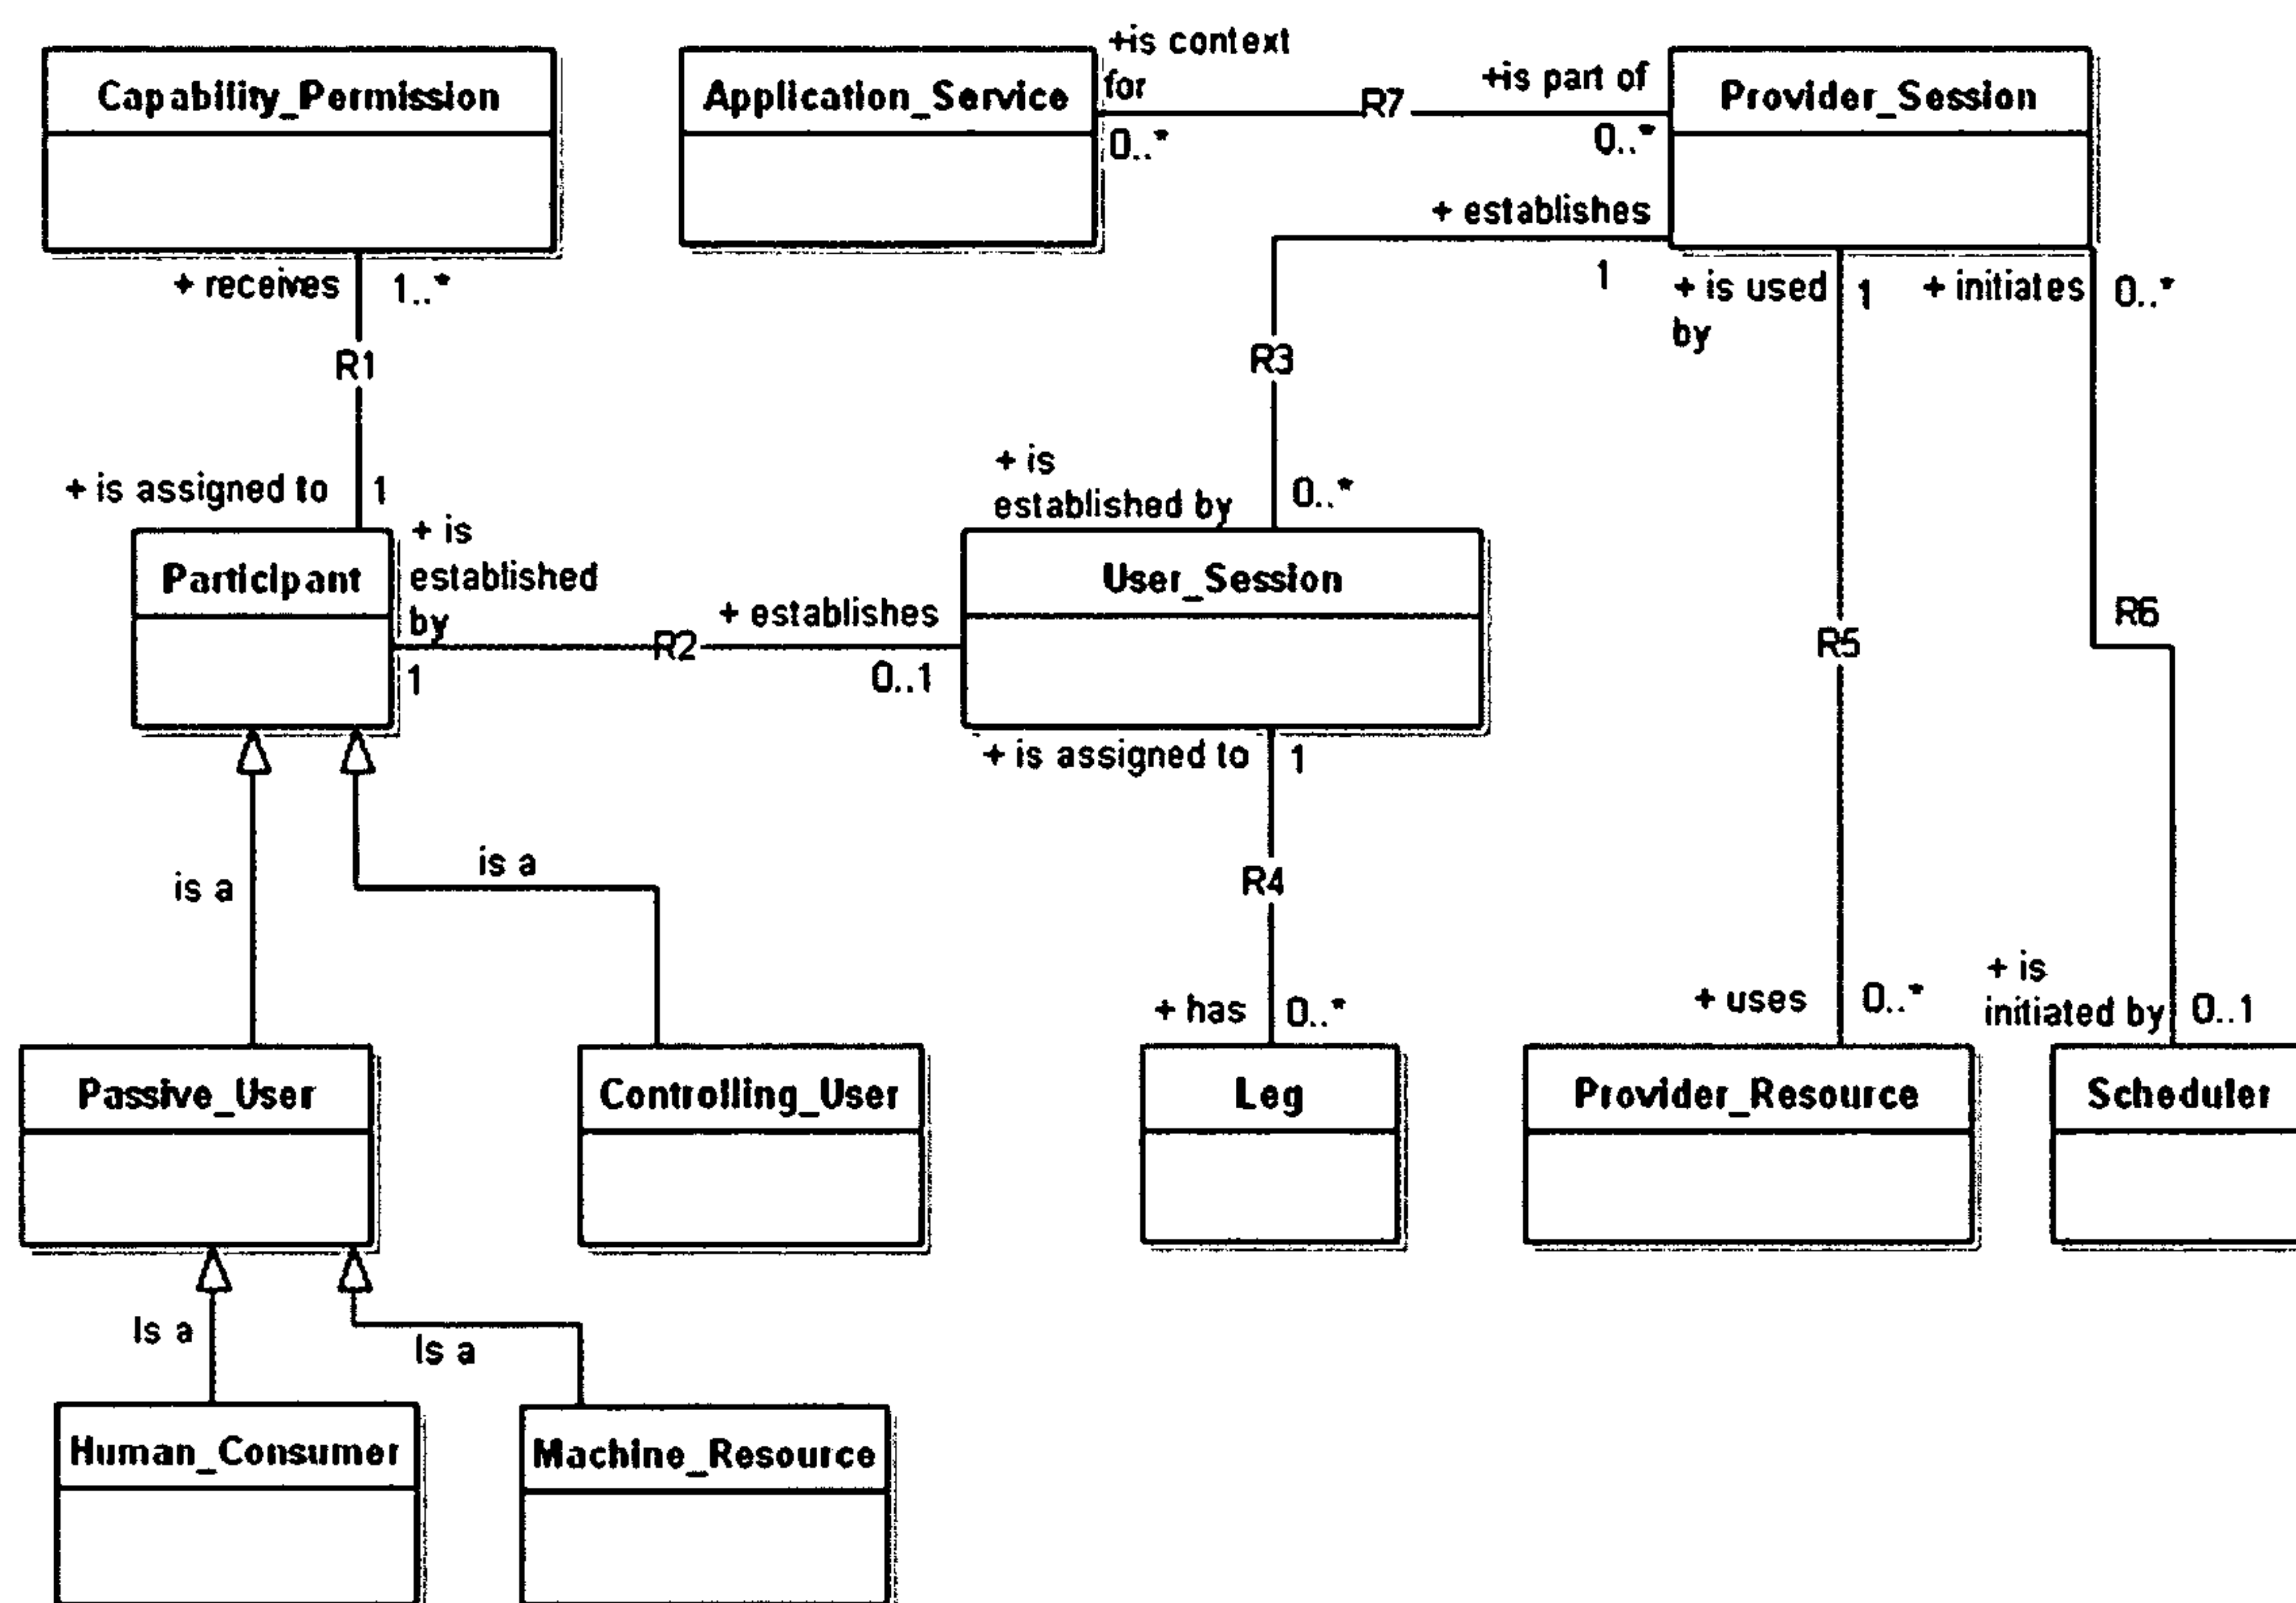 Capability_Permission
Application_Service
+is context
for
0..*
R7
+is part of
0..*
Provider_Session
+ receives
1..*
R1
+ is assigned to
1
+ establishes
1
R3
+ is
established by
0..*
+ is used
by
1
+ initiates
0..*
Participant
+ is
established
by
1
R2
+ establishes
0..1
User_Session
R5
R6
+ is assigned to
1
R4
+ has
0..*
+ uses
0..*
+ is
initiated by
0..1
is a
is a
Passive_User
Controlling_User
Leg
Provider_Resource
Scheduler
Is a
Is a
Human_Consumer
Machine_Resource